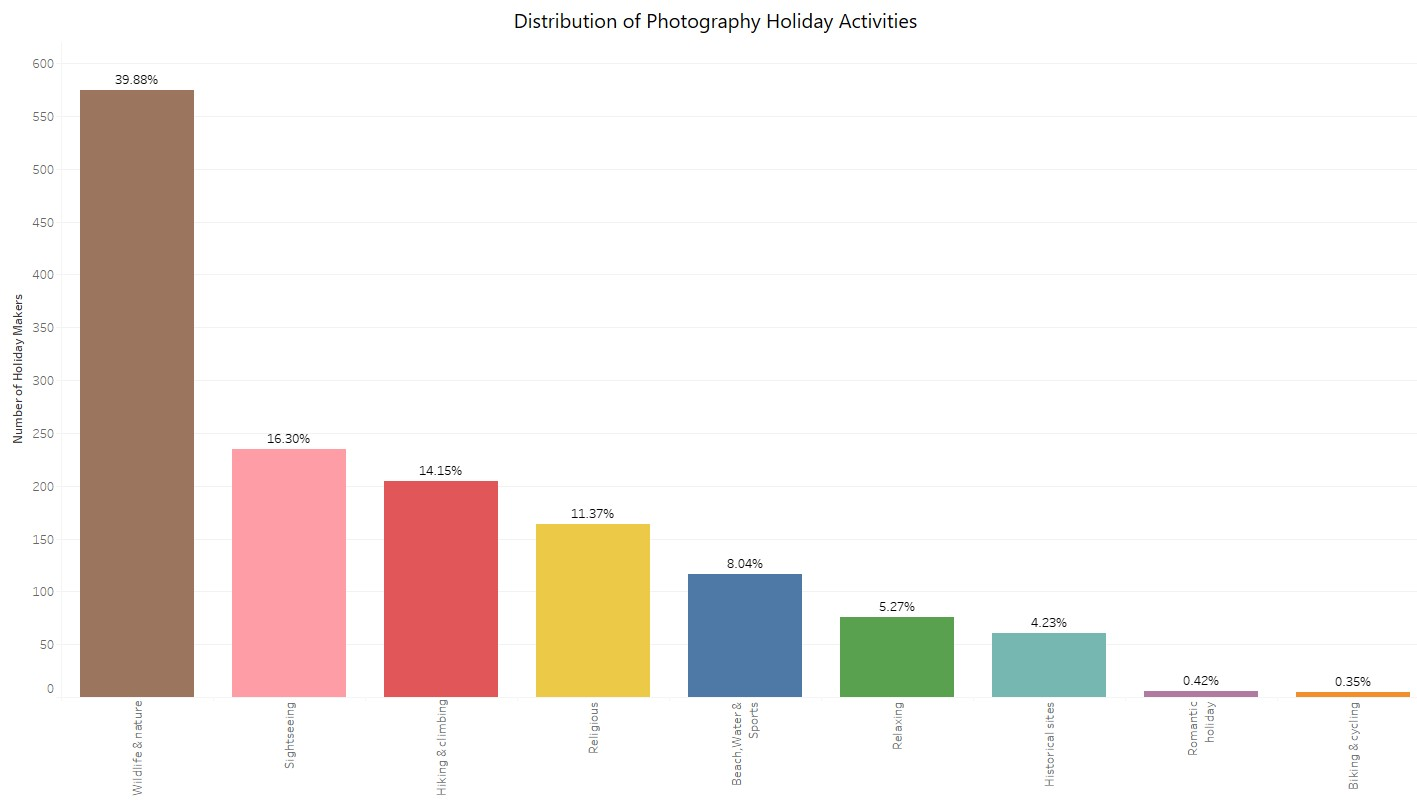 Distribution of Photography Holiday Activities
Number of Holiday Makers
600
550
500
450
400
350
300
250
200
150
100
50
0
39.88%
16.30%
14.15%
11.37%
8.04%
5.27%
4.23%
0.42%
0.35%
Wildlife & nature
Sightseeing
Hiking & climbing
Religious
Beach,Water &
Sports
Relaxing
Historical sites
Romantic
holiday
Biking & cycling